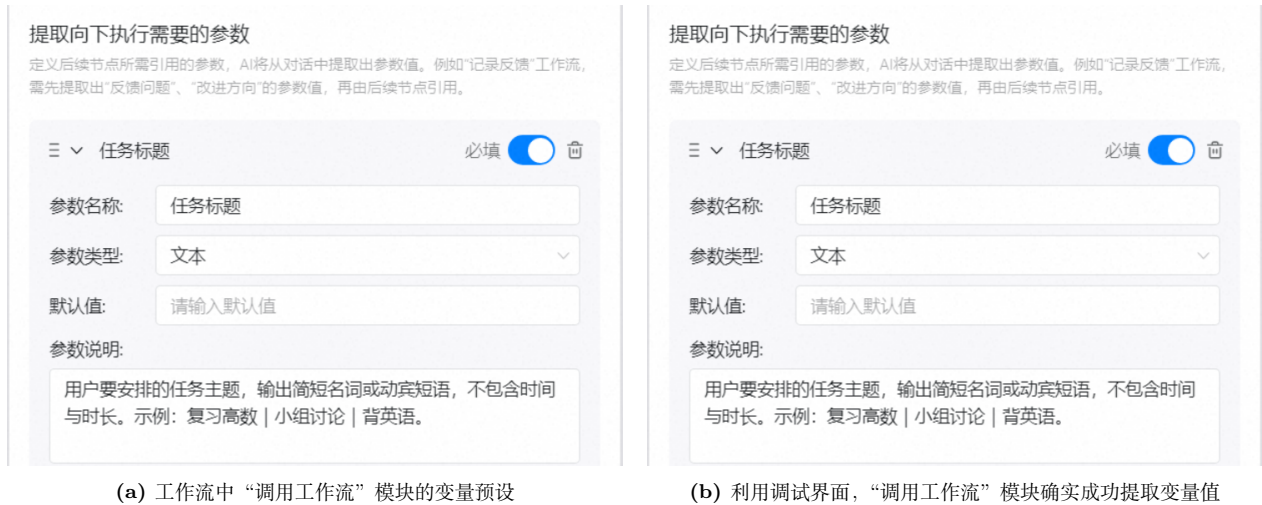 提取向下执行需要的参数
定义后续节点所需引用的参数，AI将从对话中提取出参数值。例如“记录反馈”工作流，
需先提取出“反馈问题”、“改进方向”的参数值，再由后续节点引用。
任务标题 必填
参数名称: 任务标题
参数类型: 文本
默认值: 请输入默认值
参数说明:
用户要安排的任务主题，输出简短名词或动宾短语，不包含时间
与时长。示例：复习高数 | 小组讨论 | 背英语。
(a) 工作流中“调用工作流”模块的变量预设
提取向下执行需要的参数
定义后续节点所需引用的参数，AI将从对话中提取出参数值。例如“记录反馈”工作流，
需先提取出“反馈问题”、“改进方向”的参数值，再由后续节点引用。
任务标题 必填
参数名称: 任务标题
参数类型: 文本
默认值: 请输入默认值
参数说明:
用户要安排的任务主题，输出简短名词或动宾短语，不包含时间
与时长。示例：复习高数 | 小组讨论 | 背英语。
(b) 利用调试界面，“调用工作流”模块确实成功提取变量值